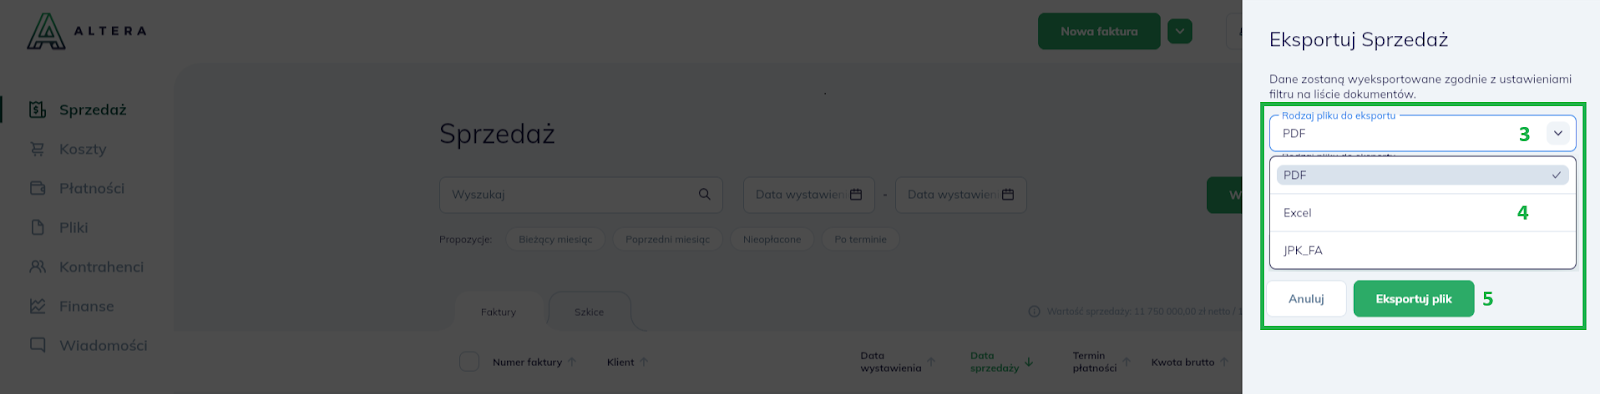 ALTERA
Nowa faktura
Sprzedaż
Koszty
Płatności
Pliki
Kontrahenci
Finanse
Wiadomości
Sprzedaż
Wyszukaj
Data wystawieni
-
Data wystawieni
W
Propozycje:
Bieżący miesiąc
Poprzedni miesiąc
Nieopłacone
Po terminie
Faktury
Szkice
Wartość sprzedaży: 11 750 000,00 zł netto /
Numer faktury
Klient
Data
wystawienia
Data
sprzedaży
Termin
płatności
Kwota brutto
Eksportuj Sprzedaż
Dane zostaną wyeksportowane zgodnie z ustawieniami
filtru na liście dokumentów.
Rodzaj pliku do eksportu
PDF
3
PDF
Excel
4
JPK_FA
Anuluj
Eksportuj plik
5